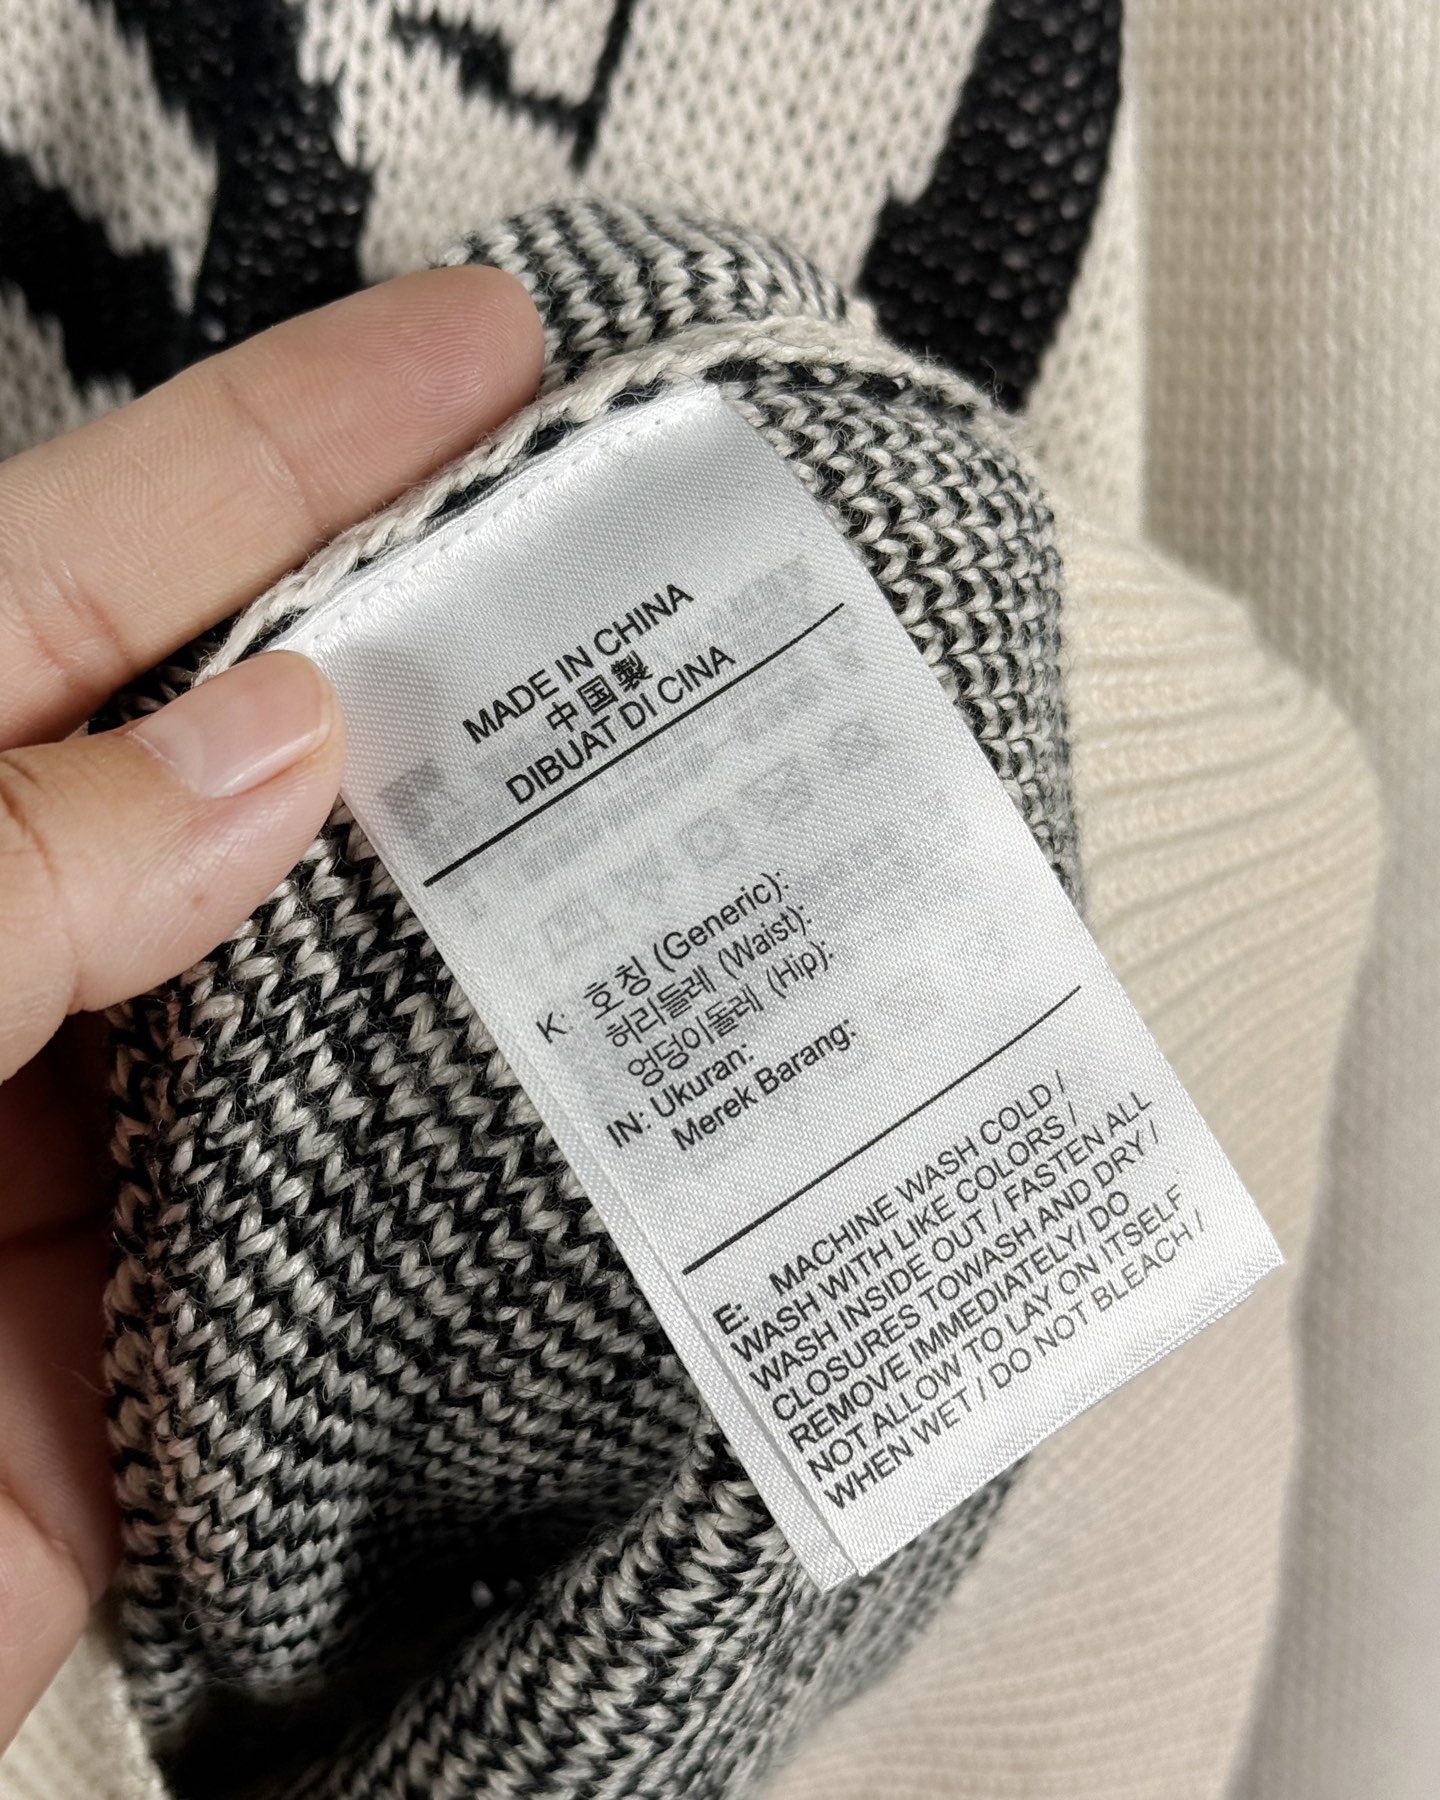 MADE IN CHINA
中国製
DIBUAT DI CINA
K: 호칭 (Generic):
허리둘레 (Waist):
엉덩이둘레 (Hip):
IN: Ukuran:
Merek Barang:
E: MACHINE WASH COLD /
WASH WITH LIKE COLORS /
WASH INSIDE OUT / FASTEN ALL
CLOSURES TOWASH AND DRY /
REMOVE IMMEDIATELY/ DO
NOT ALLOW TO LAY ON ITSELF
WHEN WET / DO NOT BLEACH /